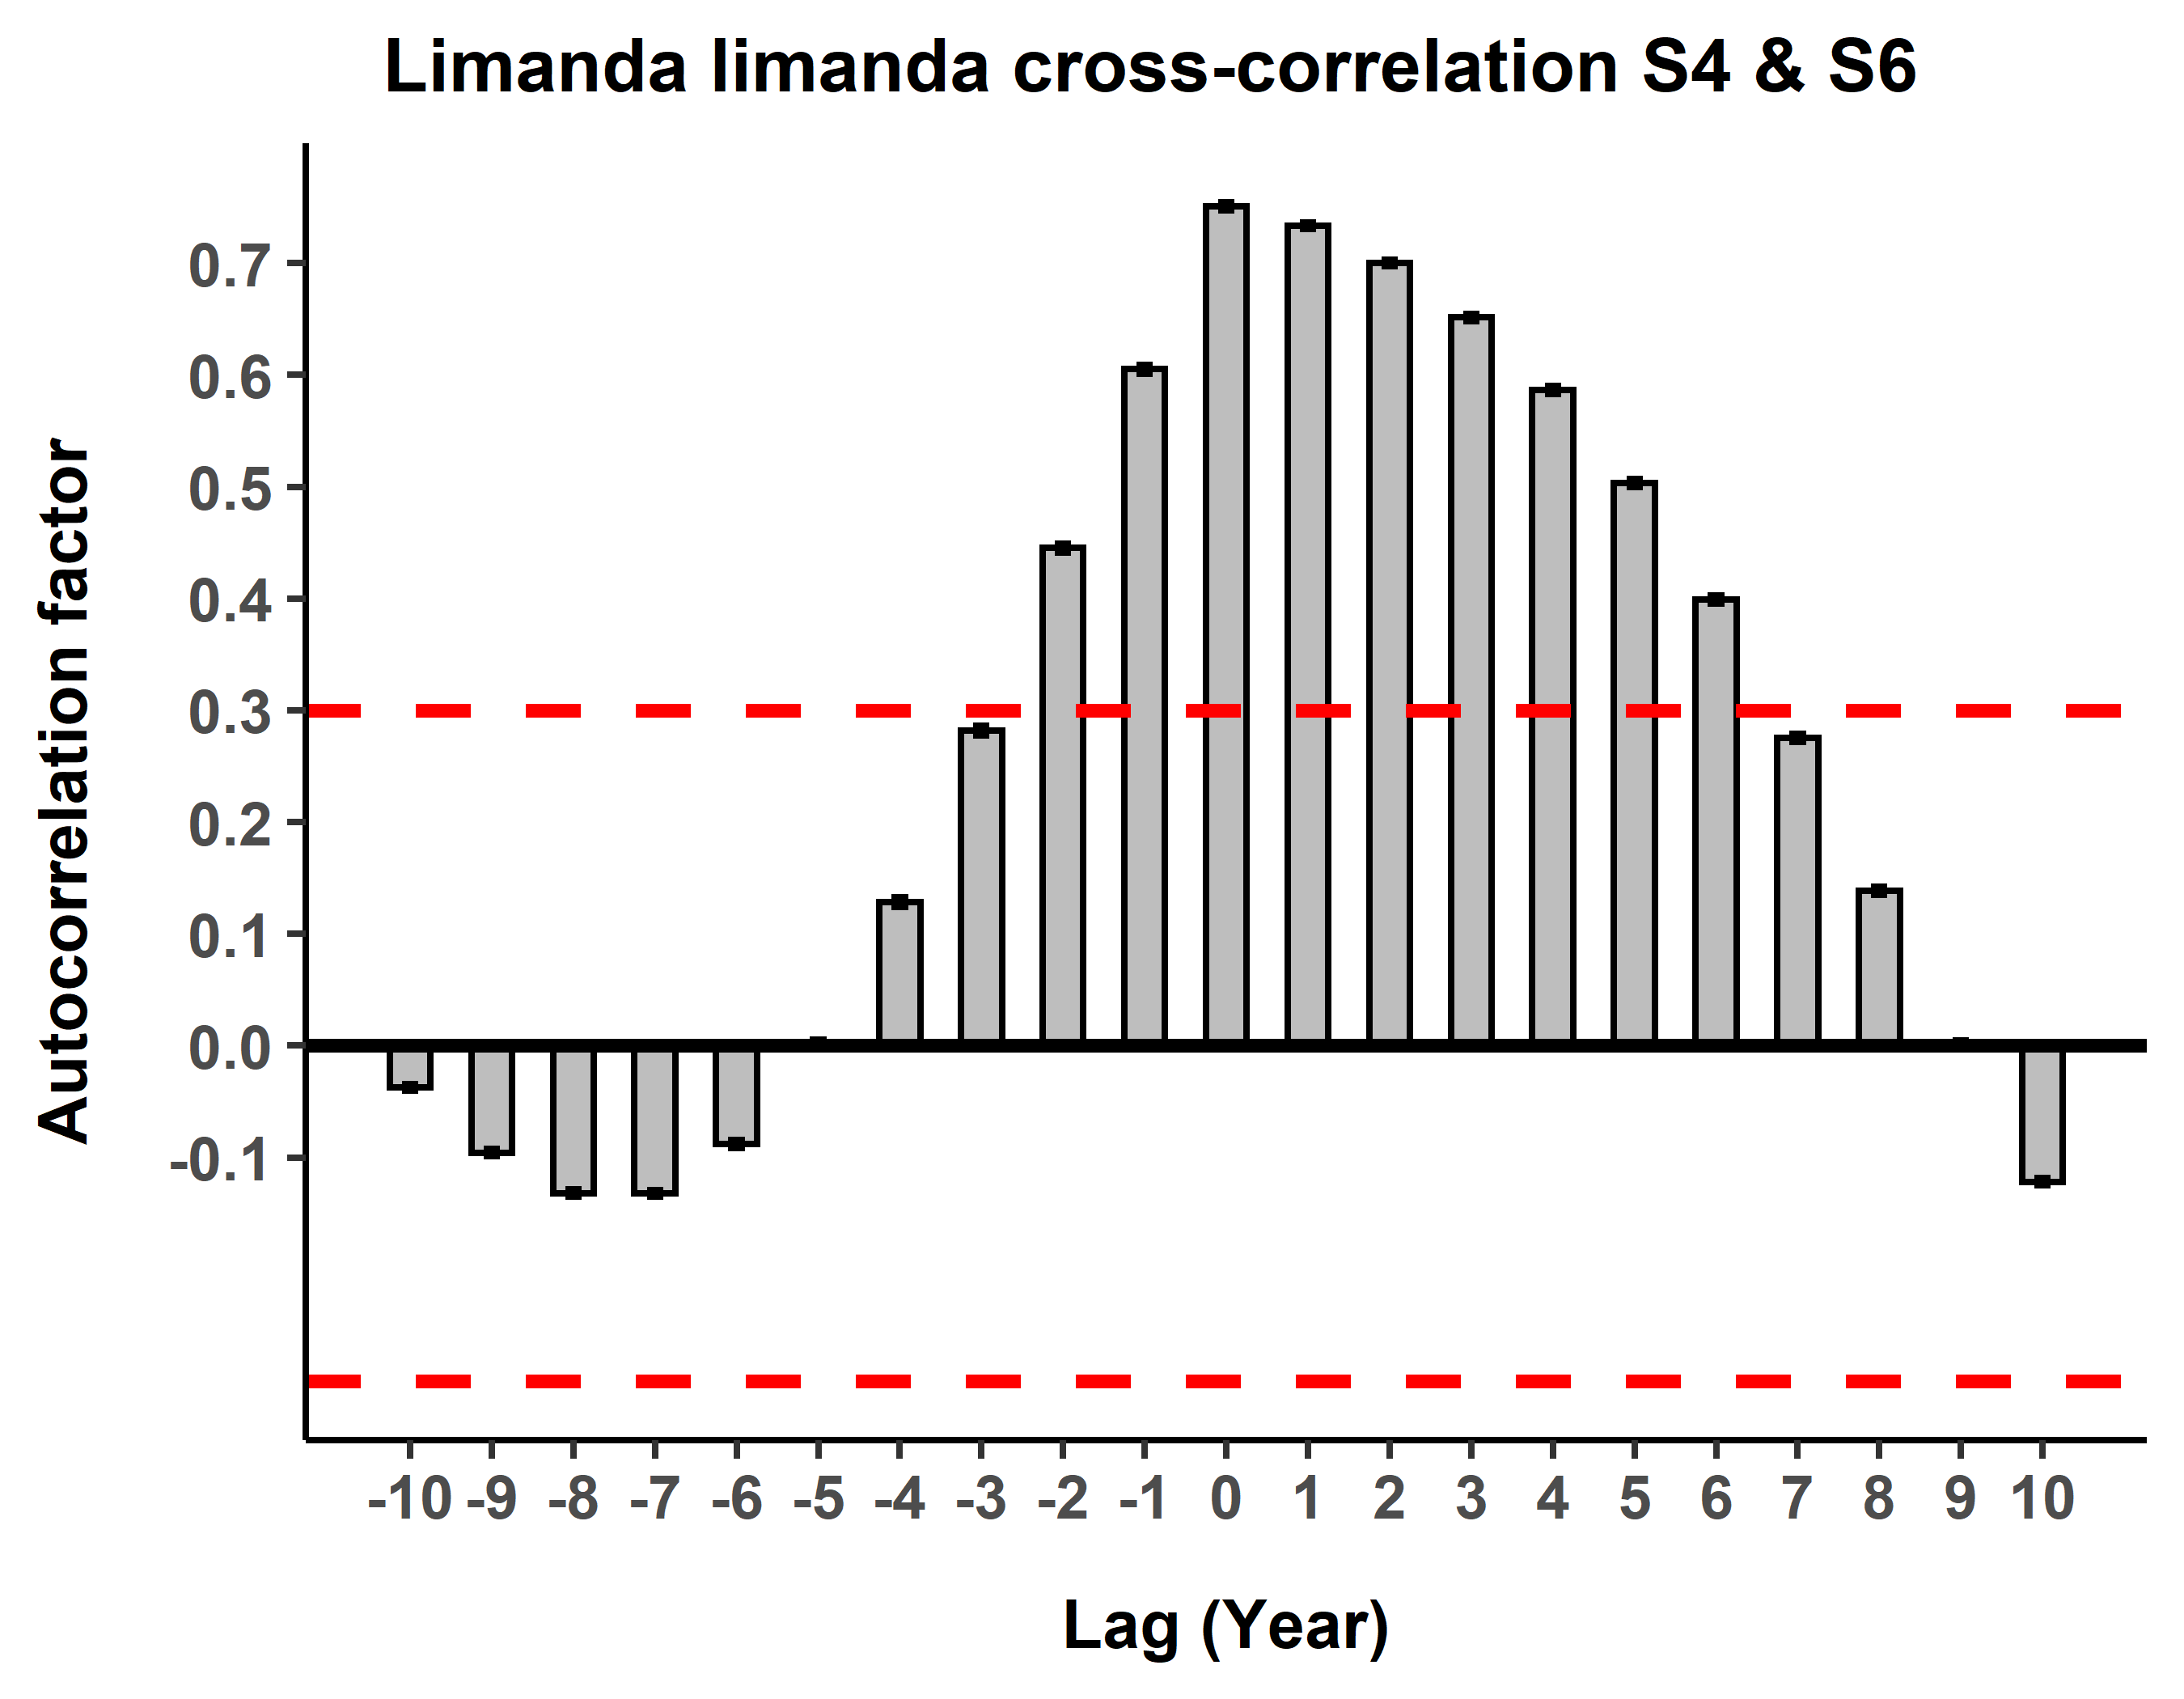 Limanda limanda cross-correlation S4 & S6
Autocorrelation factor
0.7
0.6
0.5
0.4
0.3
0.2
0.1
0.0
-0.1
-10 -9 -8 -7 -6 -5 -4 -3 -2 -1 0 1 2 3 4 5 6 7 8 9 10
Lag (Year)